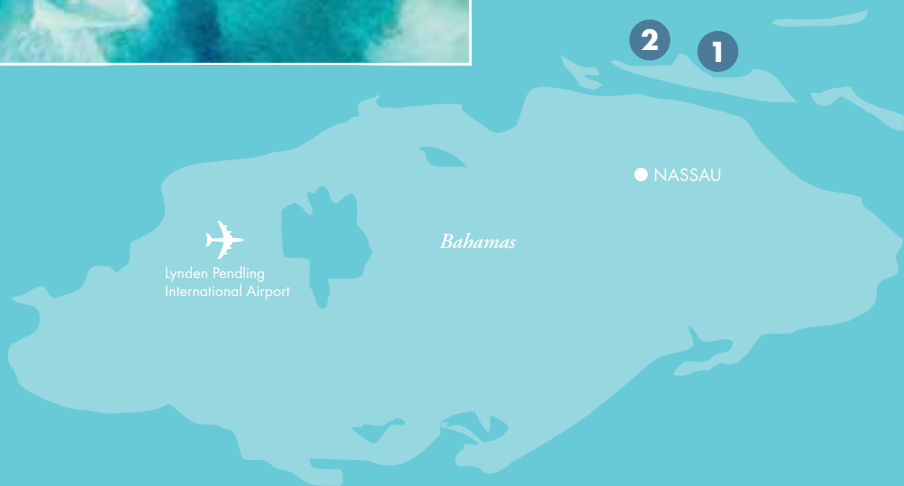 2
1
NASSAU
Bahamas
Lynden Pendling
International Airport